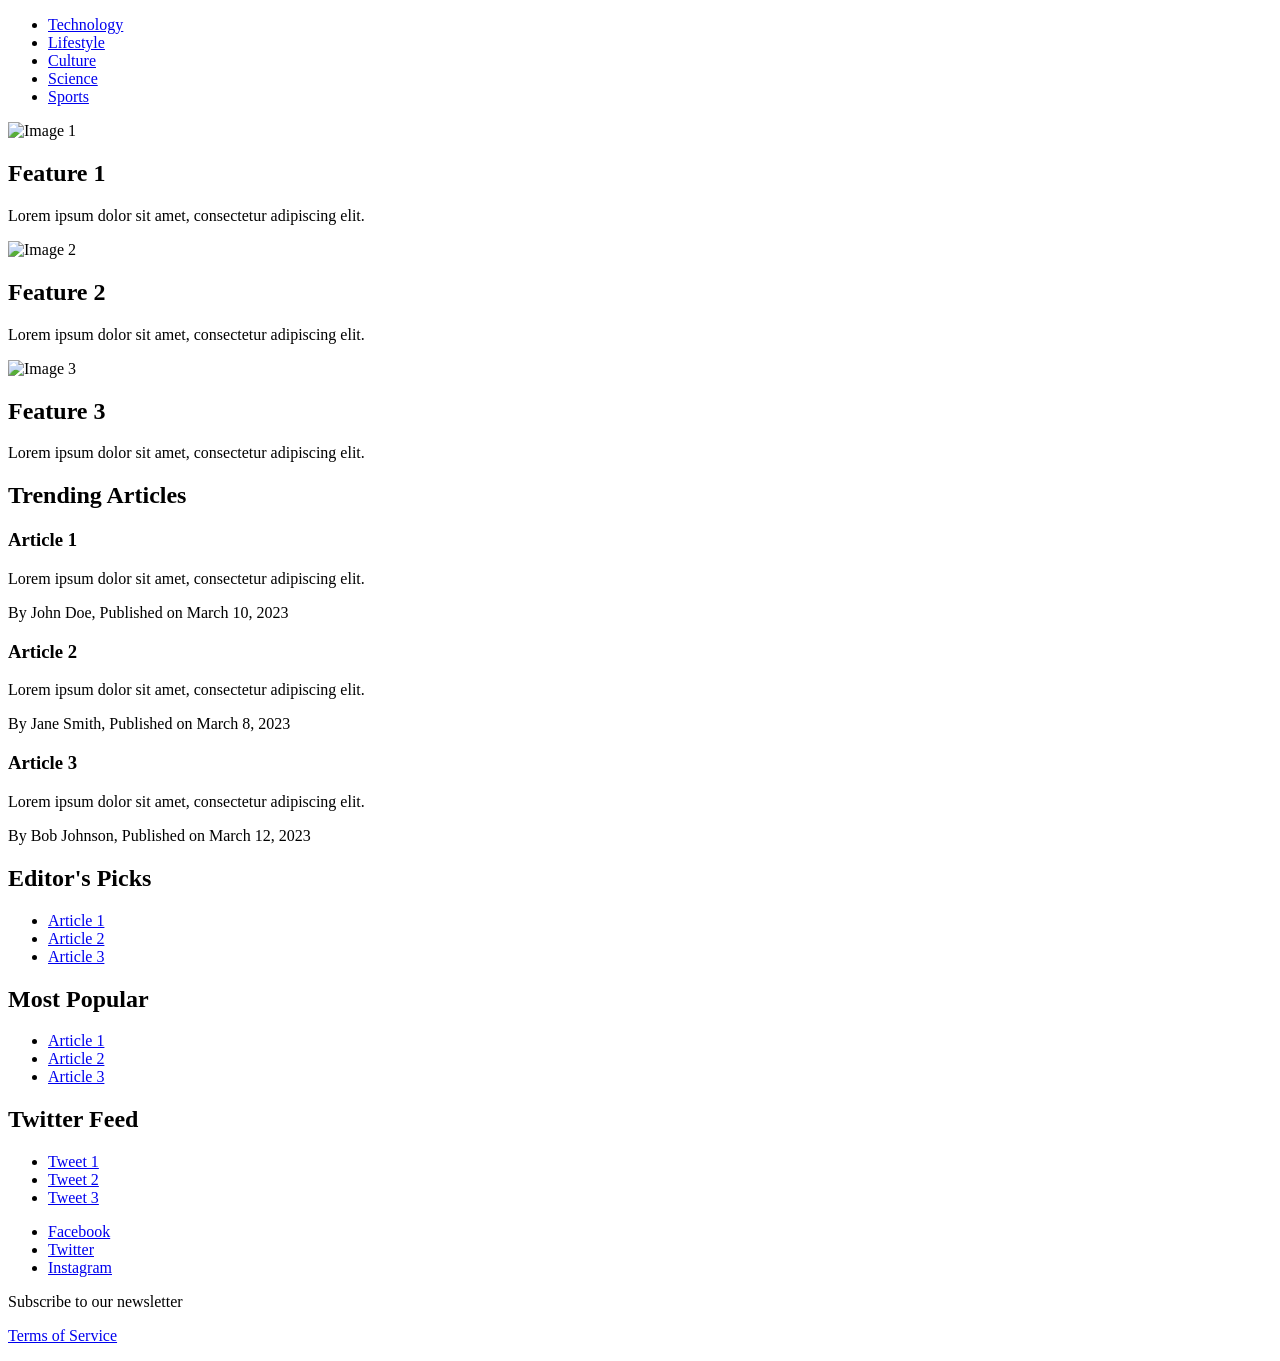 Technology
Lifestyle
Culture
Science
Sports
Image 1
Feature 1
Lorem ipsum dolor sit amet, consectetur adipiscing elit.
Image 2
Feature 2
Lorem ipsum dolor sit amet, consectetur adipiscing elit.
Image 3
Feature 3
Lorem ipsum dolor sit amet, consectetur adipiscing elit.
Trending Articles
Article 1
Lorem ipsum dolor sit amet, consectetur adipiscing elit.
By John Doe, Published on March 10, 2023
Article 2
Lorem ipsum dolor sit amet, consectetur adipiscing elit.
By Jane Smith, Published on March 8, 2023
Article 3
Lorem ipsum dolor sit amet, consectetur adipiscing elit.
By Bob Johnson, Published on March 12, 2023
Editor's Picks
Article 1
Article 2
Article 3
Most Popular
Article 1
Article 2
Article 3
Twitter Feed
Tweet 1
Tweet 2
Tweet 3
Facebook
Twitter
Instagram
Subscribe to our newsletter
Terms of Service